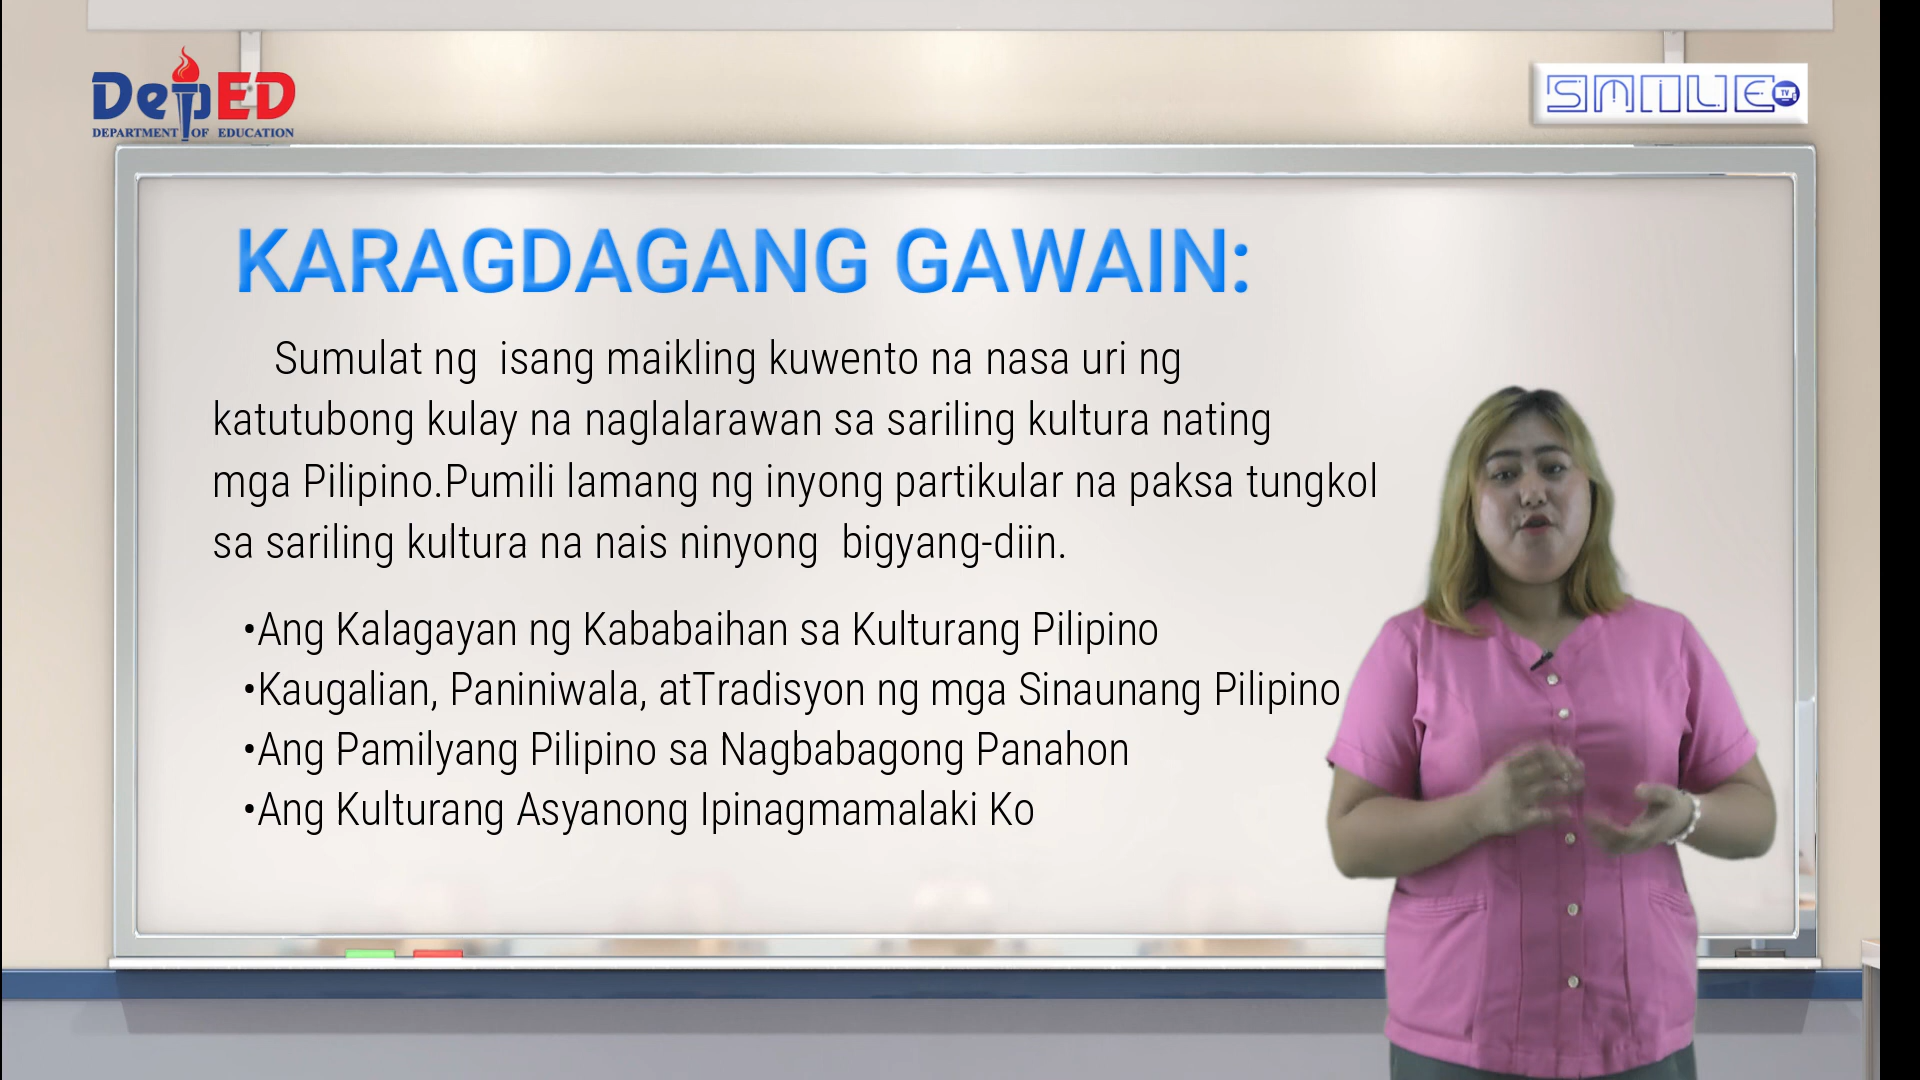 DepED
DEPARTMENT OF EDUCATION
SMILE TV
KARAGDAGANG GAWAIN:
Sumulat ng isang maikling kuwento na nasa uri ng
katutubong kulay na naglalarawan sa sariling kultura nating
mga Pilipino.Pumili lamang ng inyong partikular na paksa tungkol
sa sariling kultura na nais ninyong bigyang-diin.
•Ang Kalagayan ng Kababaihan sa Kulturang Pilipino
•Kaugalian, Paniniwala, atTradisyon ng mga Sinaunang Pilipino
•Ang Pamilyang Pilipino sa Nagbabagong Panahon
•Ang Kulturang Asyanong Ipinagmamalaki Ko